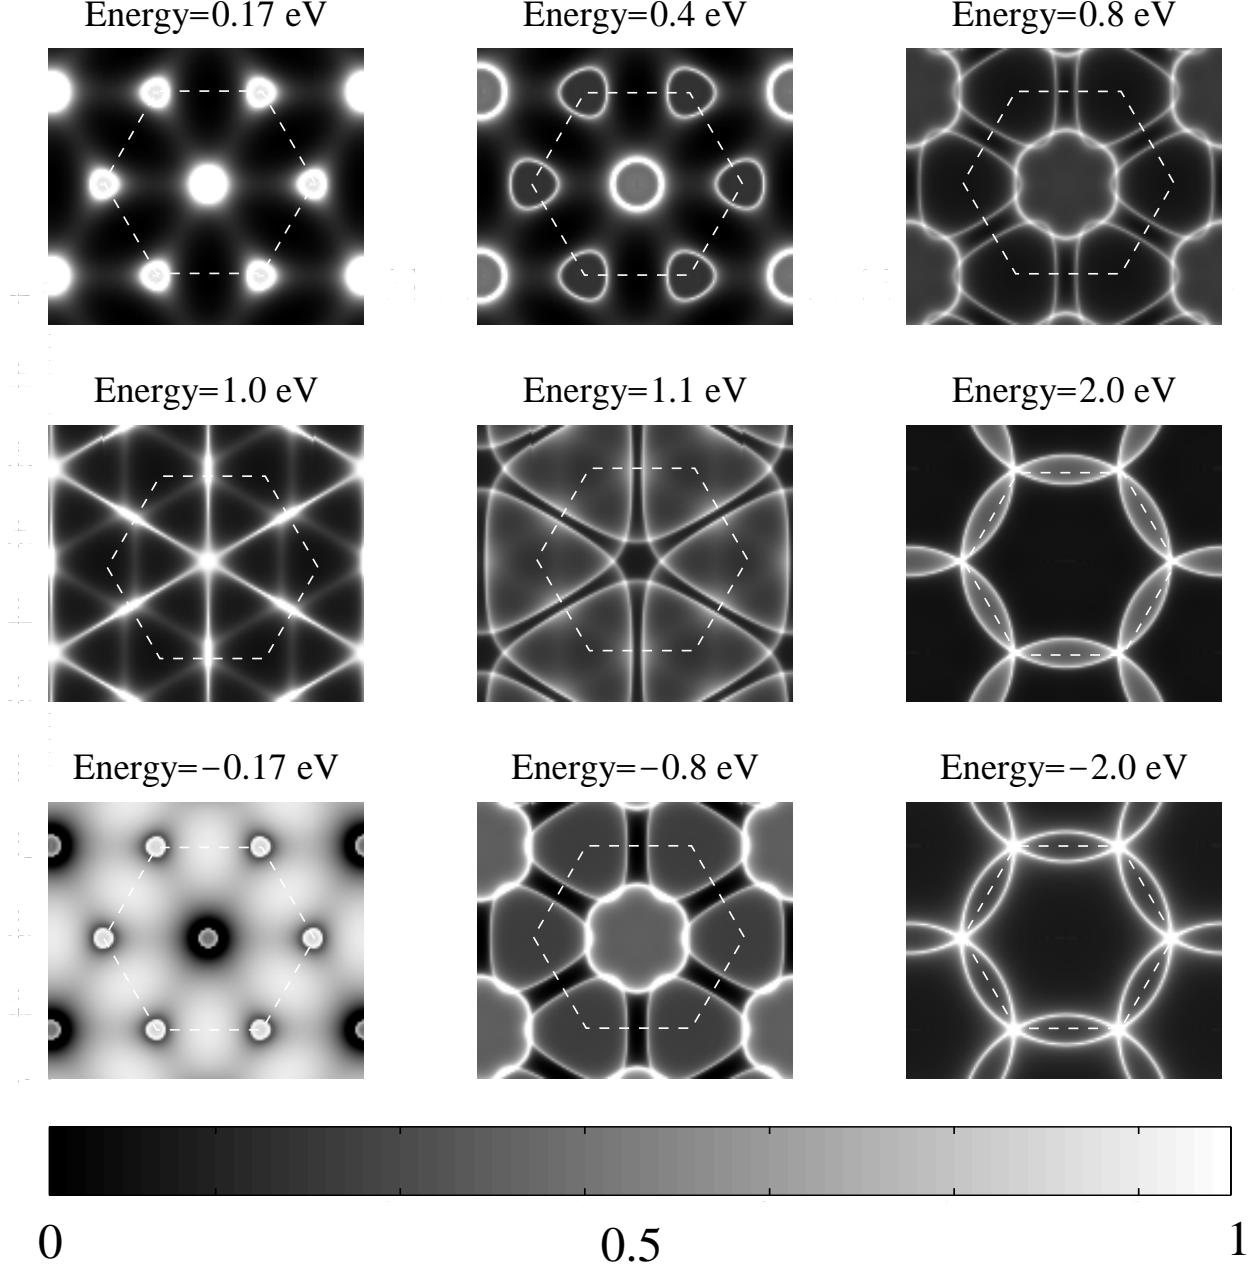 Energy=0.17 eV
Energy=0.4 eV
Energy=0.8 eV
Energy=1.0 eV
Energy=1.1 eV
Energy=2.0 eV
Energy=−0.17 eV
Energy=−0.8 eV
Energy=−2.0 eV
0
0.5
1